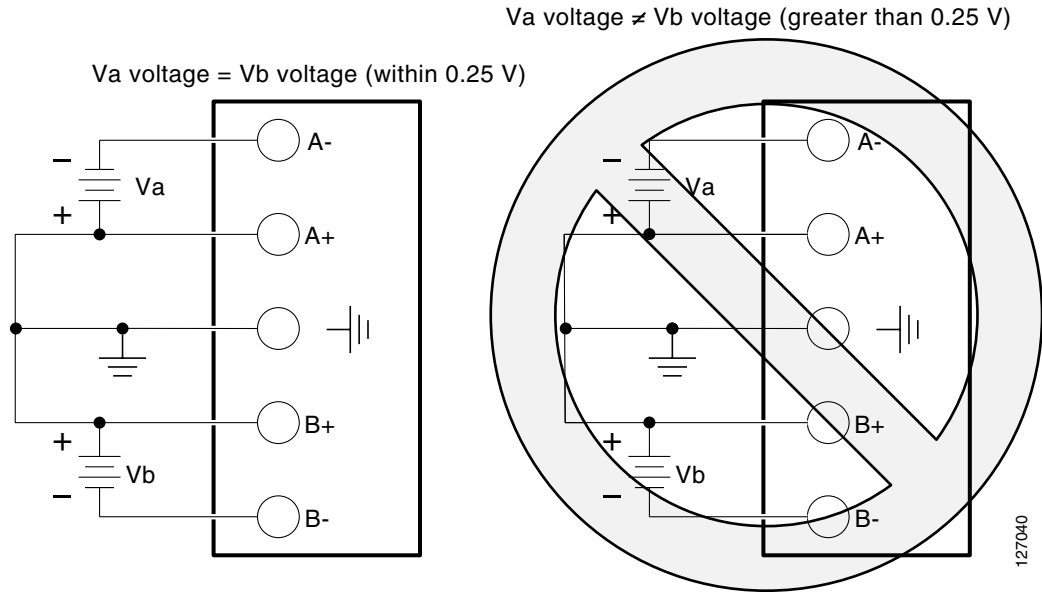 Va voltage ≠ Vb voltage (greater than 0.25 V)
Va voltage = Vb voltage (within 0.25 V)
A-
−
Va
+
A+
B+
+
Vb
−
B-
A-
−
Va
+
A+
B+
+
Vb
−
B-
127040